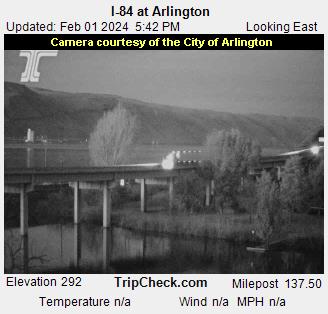 I-84 at Arlington
Updated: Feb 01 2024 5:42 PM Looking East
Camera courtesy of the City of Arlington
Elevation 292 TripCheck.com Milepost 137.50
Temperature n/a Wind n/a MPH n/a